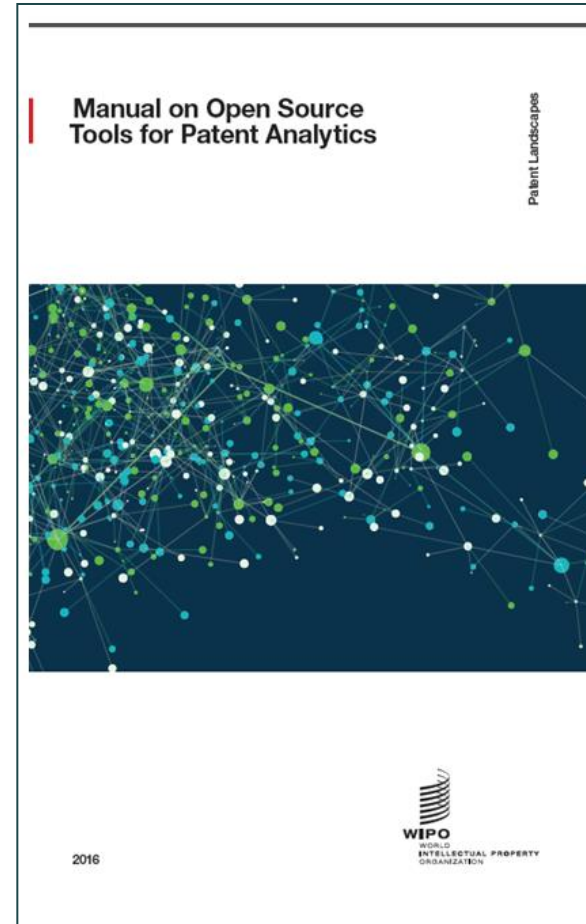 Manual on Open Source
Tools for Patent Analytics
Patent Landscapes
2016
WIPO
WORLD
INTELLECTUAL PROPERTY
ORGANIZATION